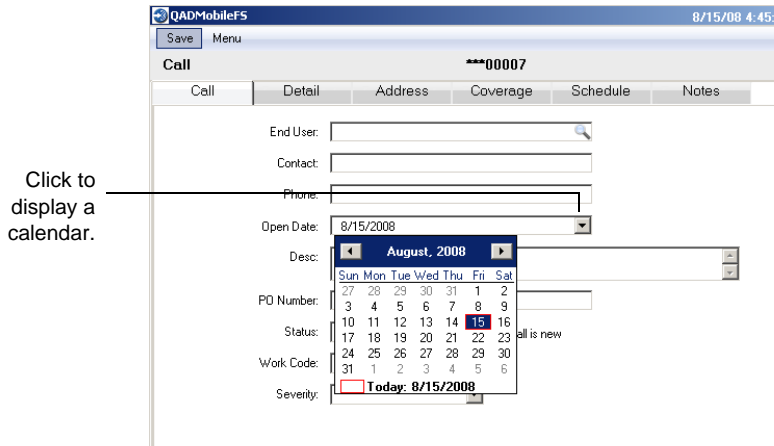 QADMobileFS 8/15/08 4:45:
Save Menu
Call ***00007
Call Detail Address Coverage Schedule Notes
End User:
Contact:
Click to
display a
calendar.
Phone:
Open Date: 8/15/2008
Desc:
August, 2008
Sun Mon Tue Wed Thu Fri Sat
27 28 29 30 31 1 2
3 4 5 6 7 8 9
10 11 12 13 14 15 16
17 18 19 20 21 22 23
24 25 26 27 28 29 30
31 1 2 3 4 5 6
Today: 8/15/2008
PO Number:
Status: all is new
Work Code:
Severity: